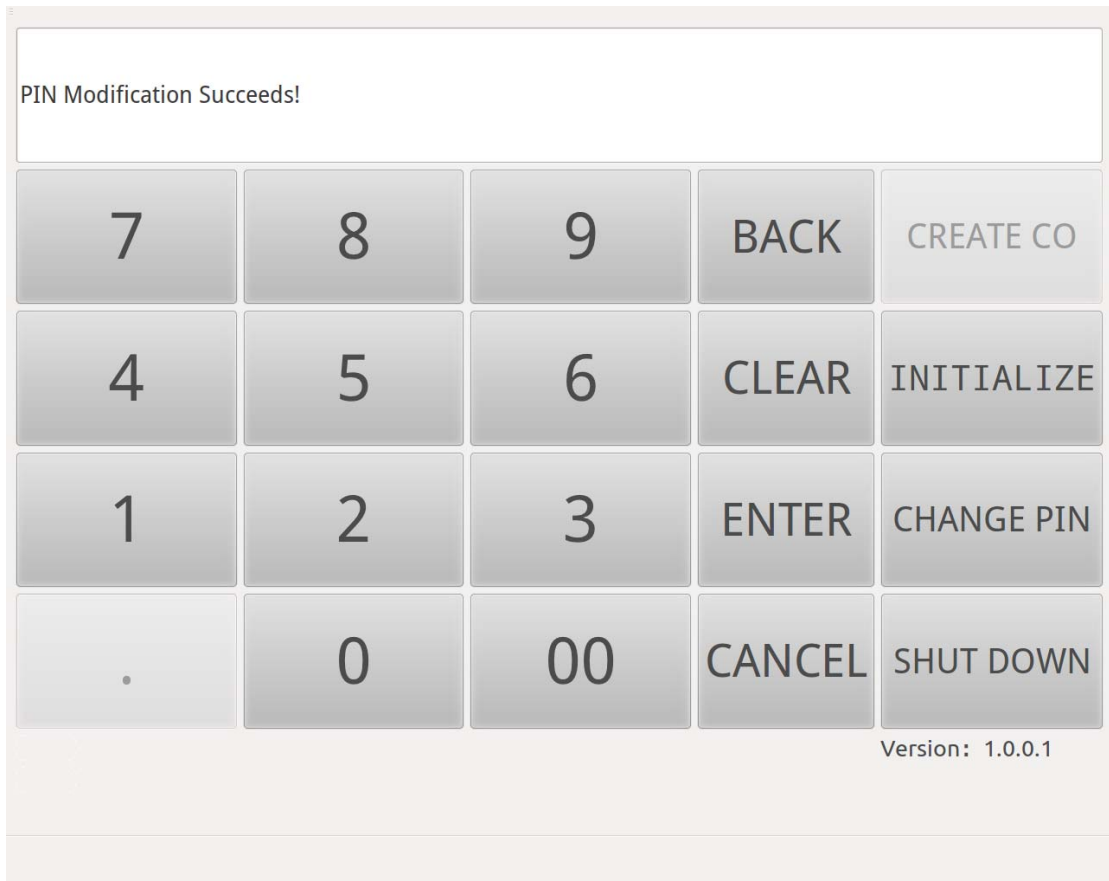 PIN Modification Succeeds!
7 8 9 BACK CREATE CO
4 5 6 CLEAR INITIALIZE
1 2 3 ENTER CHANGE PIN
. 0 00 CANCEL SHUT DOWN
Version: 1.0.0.1